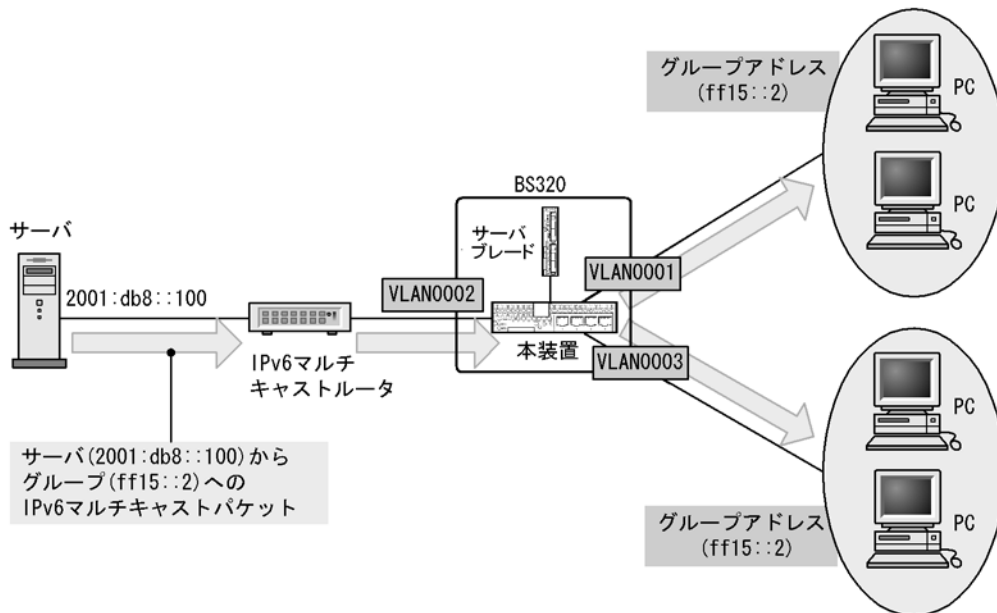 グループアドレス
(ff15::2)
PC
PC
BS320
サーバ
ブレード
サーバ
VLAN0001
VLAN0002
2001:db8::100
本装置
IPv6マルチ
キャストルータ
VLAN0003
PC
サーバ(2001:db8::100)から
グループ(ff15::2)への
IPv6マルチキャストパケット
グループアドレス
(ff15::2)
PC